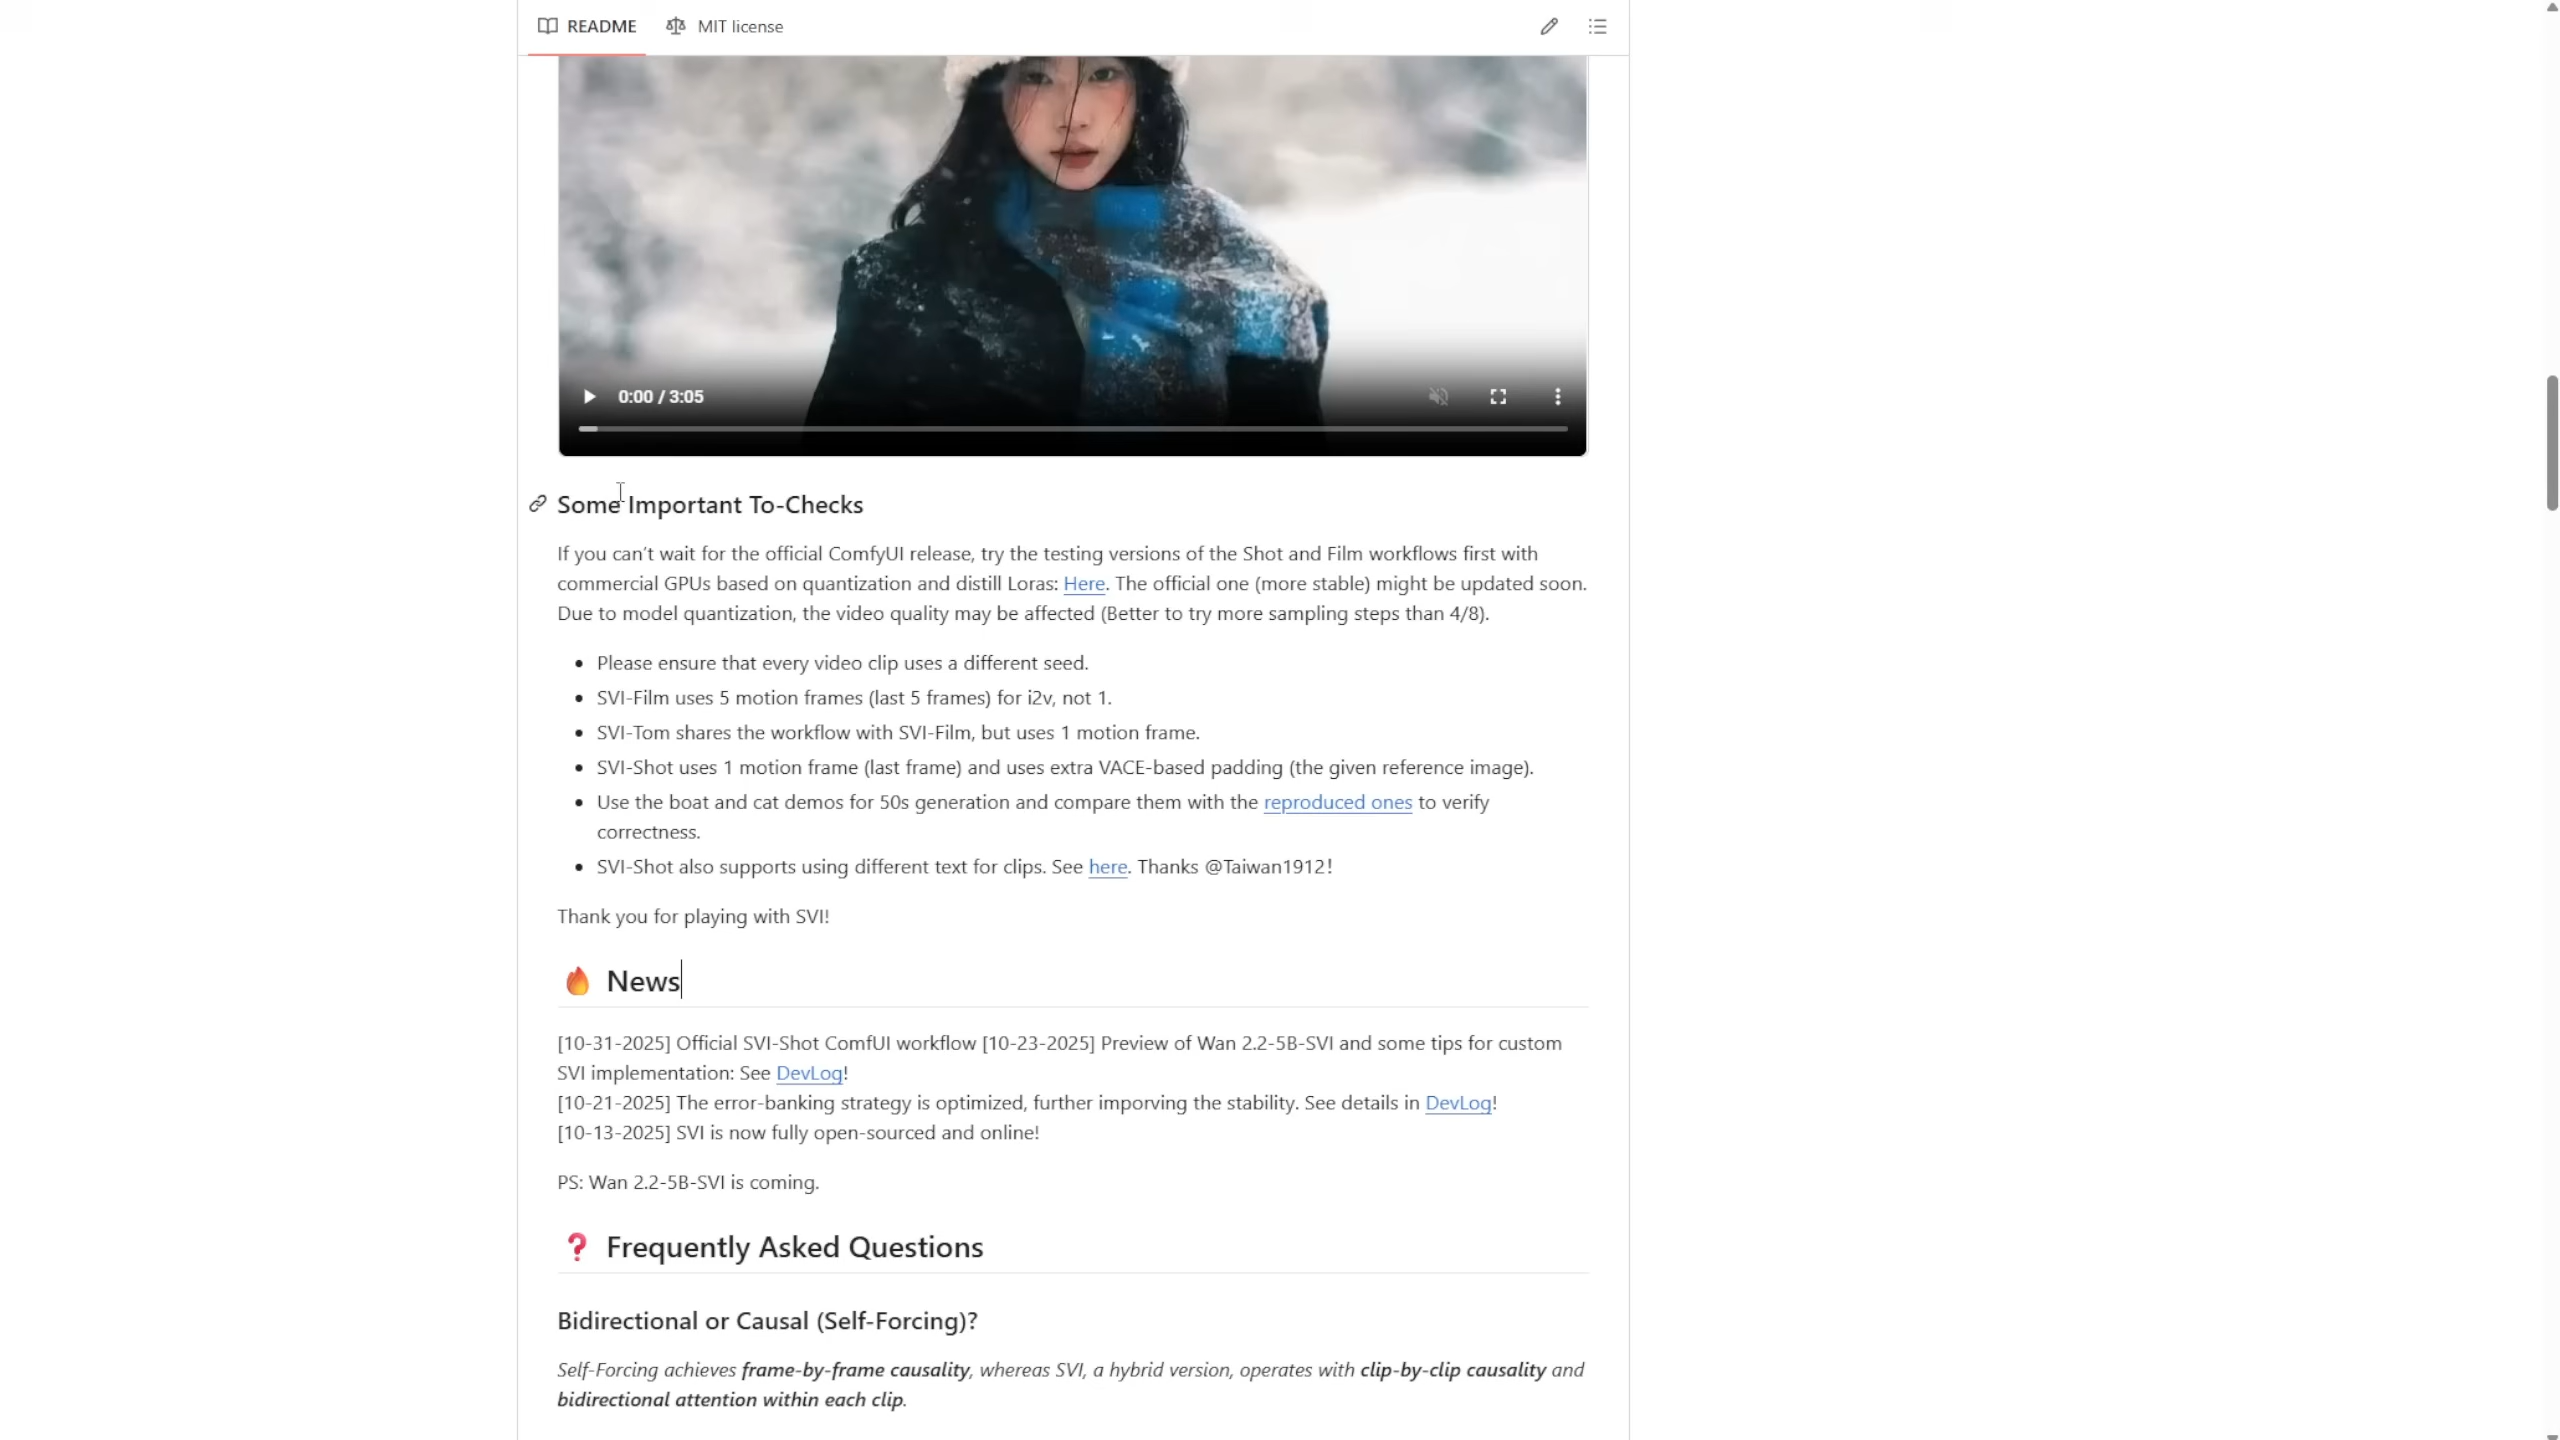 README
MIT license
0:00 / 3:05
Some Important To-Checks
If you can't wait for the official ComfyUI release, try the testing versions of the Shot and Film workflows first with
commercial GPUs based on quantization and distill Loras: Here. The official one (more stable) might be updated soon.
Due to model quantization, the video quality may be affected (Better to try more sampling steps than 4/8).
• Please ensure that every video clip uses a different seed.
• SVI-Film uses 5 motion frames (last 5 frames) for i2v, not 1.
• SVI-Tom shares the workflow with SVI-Film, but uses 1 motion frame.
• SVI-Shot uses 1 motion frame (last frame) and uses extra VACE-based padding (the given reference image).
• Use the boat and cat demos for 50s generation and compare them with the reproduced ones to verify
correctness.
• SVI-Shot also supports using different text for clips. See here. Thanks @Taiwan1912!
Thank you for playing with SVI!
🔥 News
[10-31-2025] Official SVI-Shot ComfUI workflow [10-23-2025] Preview of Wan 2.2-5B-SVI and some tips for custom
SVI implementation: See DevLog!
[10-21-2025] The error-banking strategy is optimized, further imporving the stability. See details in DevLog!
[10-13-2025] SVI is now fully open-sourced and online!
PS: Wan 2.2-5B-SVI is coming.
❓ Frequently Asked Questions
Bidirectional or Causal (Self-Forcing)?
Self-Forcing achieves frame-by-frame causality, whereas SVI, a hybrid version, operates with clip-by-clip causality and
bidirectional attention within each clip.